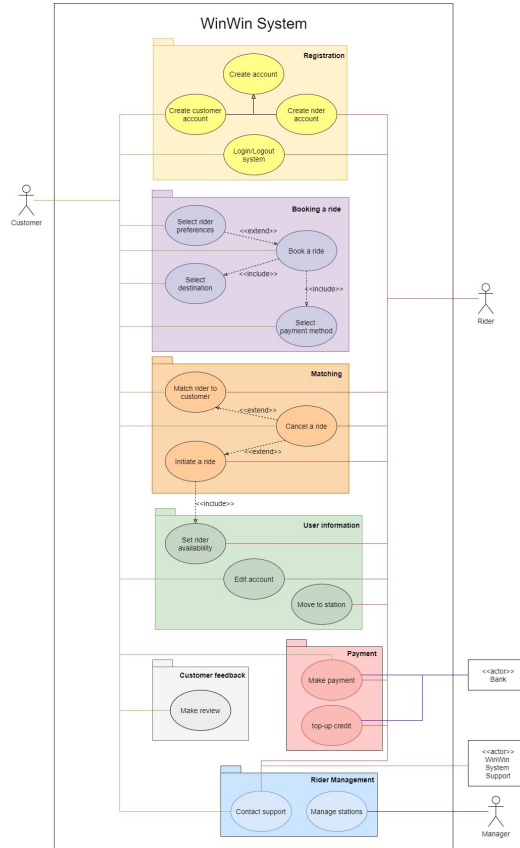 WinWin System
Registration
Create account
Create customer
account
Create rider
account
Login/Logout
system
Customer
Booking a ride
Select rider
preferences
<<extend>>
Book a ride
<<include>>
Select
destination
<<include>>
Select
payment method
Rider
Matching
Match rider to
customer
<<extend>>
Cancel a ride
<<extend>>
Initiate a ride
<<include>>
User information
Set rider
availablility
Edit account
Move to station
Payment
Make payment
top-up credit
Customer feedback
Make review
<<actor>>
Bank
<<actor>>
WinWin
System
Support
Rider Management
Contact support
Manage stations
Manager